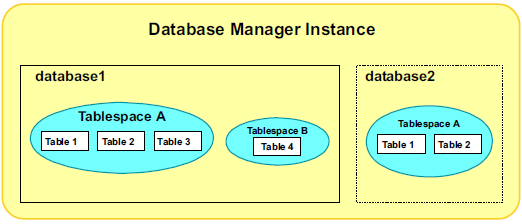 Database Manager Instance
database1
Tablespace A
Table 1 Table 2 Table 3
Tablespace B
Table 4
database2
Tablespace A
Table 1 Table 2